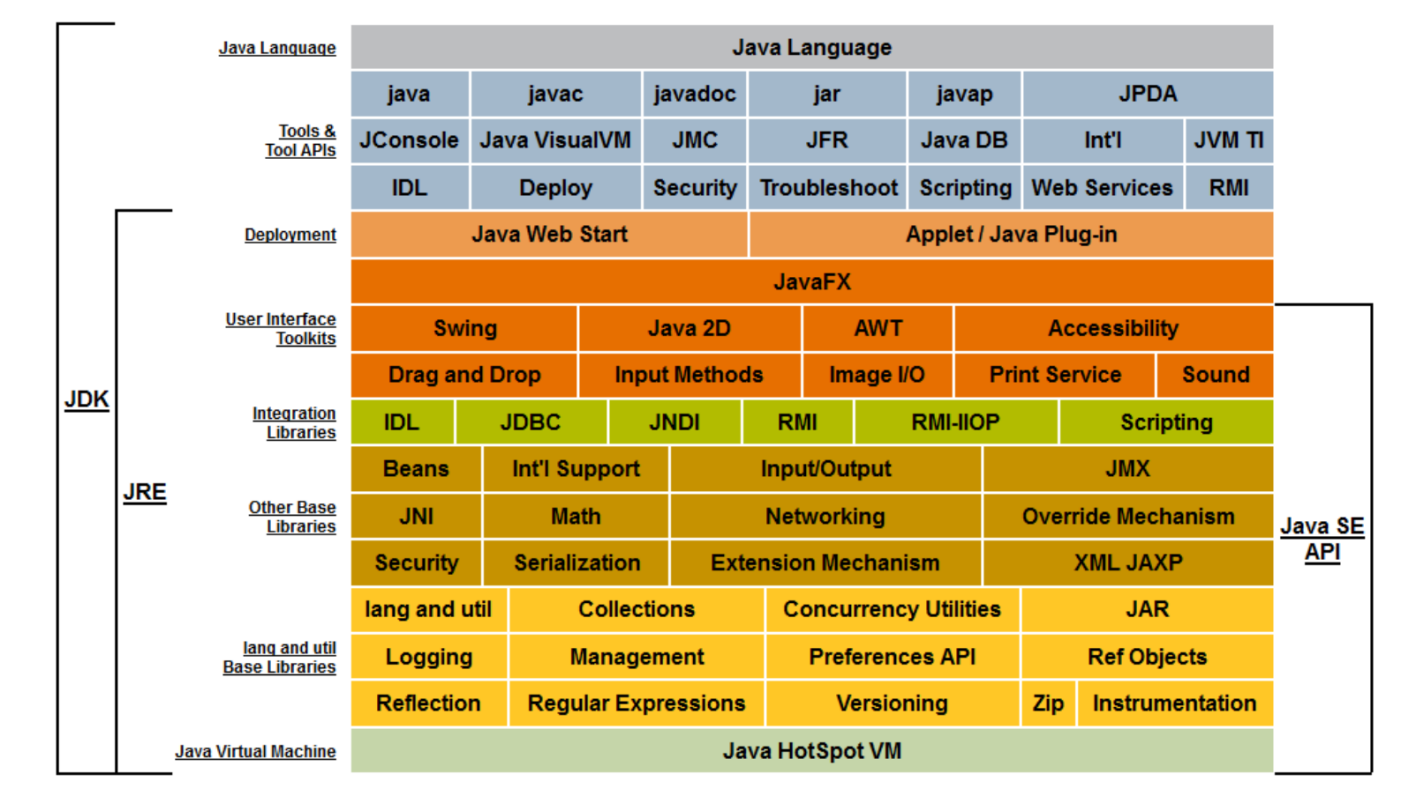 Java Language Java Language
java javac javadoc jar javap JPDA
Tools &
Tool APIs
JConsole Java VisualVM JMC JFR Java DB Int'l JVM TI
IDL Deploy Security Troubleshoot Scripting Web Services RMI
Deployment Java Web Start Applet / Java Plug-in
JavaFX
User Interface
Toolkits
Swing Java 2D AWT Accessibility
Drag and Drop Input Methods Image I/O Print Service Sound
JDK
Integration
Libraries
IDL JDBC JNDI RMI RMI-IIOP Scripting
Beans Int'l Support Input/Output JMX
JRE
Other Base
Libraries
JNI Math Networking Override Mechanism
Java SE
API
Security Serialization Extension Mechanism XML JAXP
lang and util Collections Concurrency Utilities JAR
lang and util
Base Libraries
Logging Management Preferences API Ref Objects
Reflection Regular Expressions Versioning Zip Instrumentation
Java Virtual Machine Java HotSpot VM